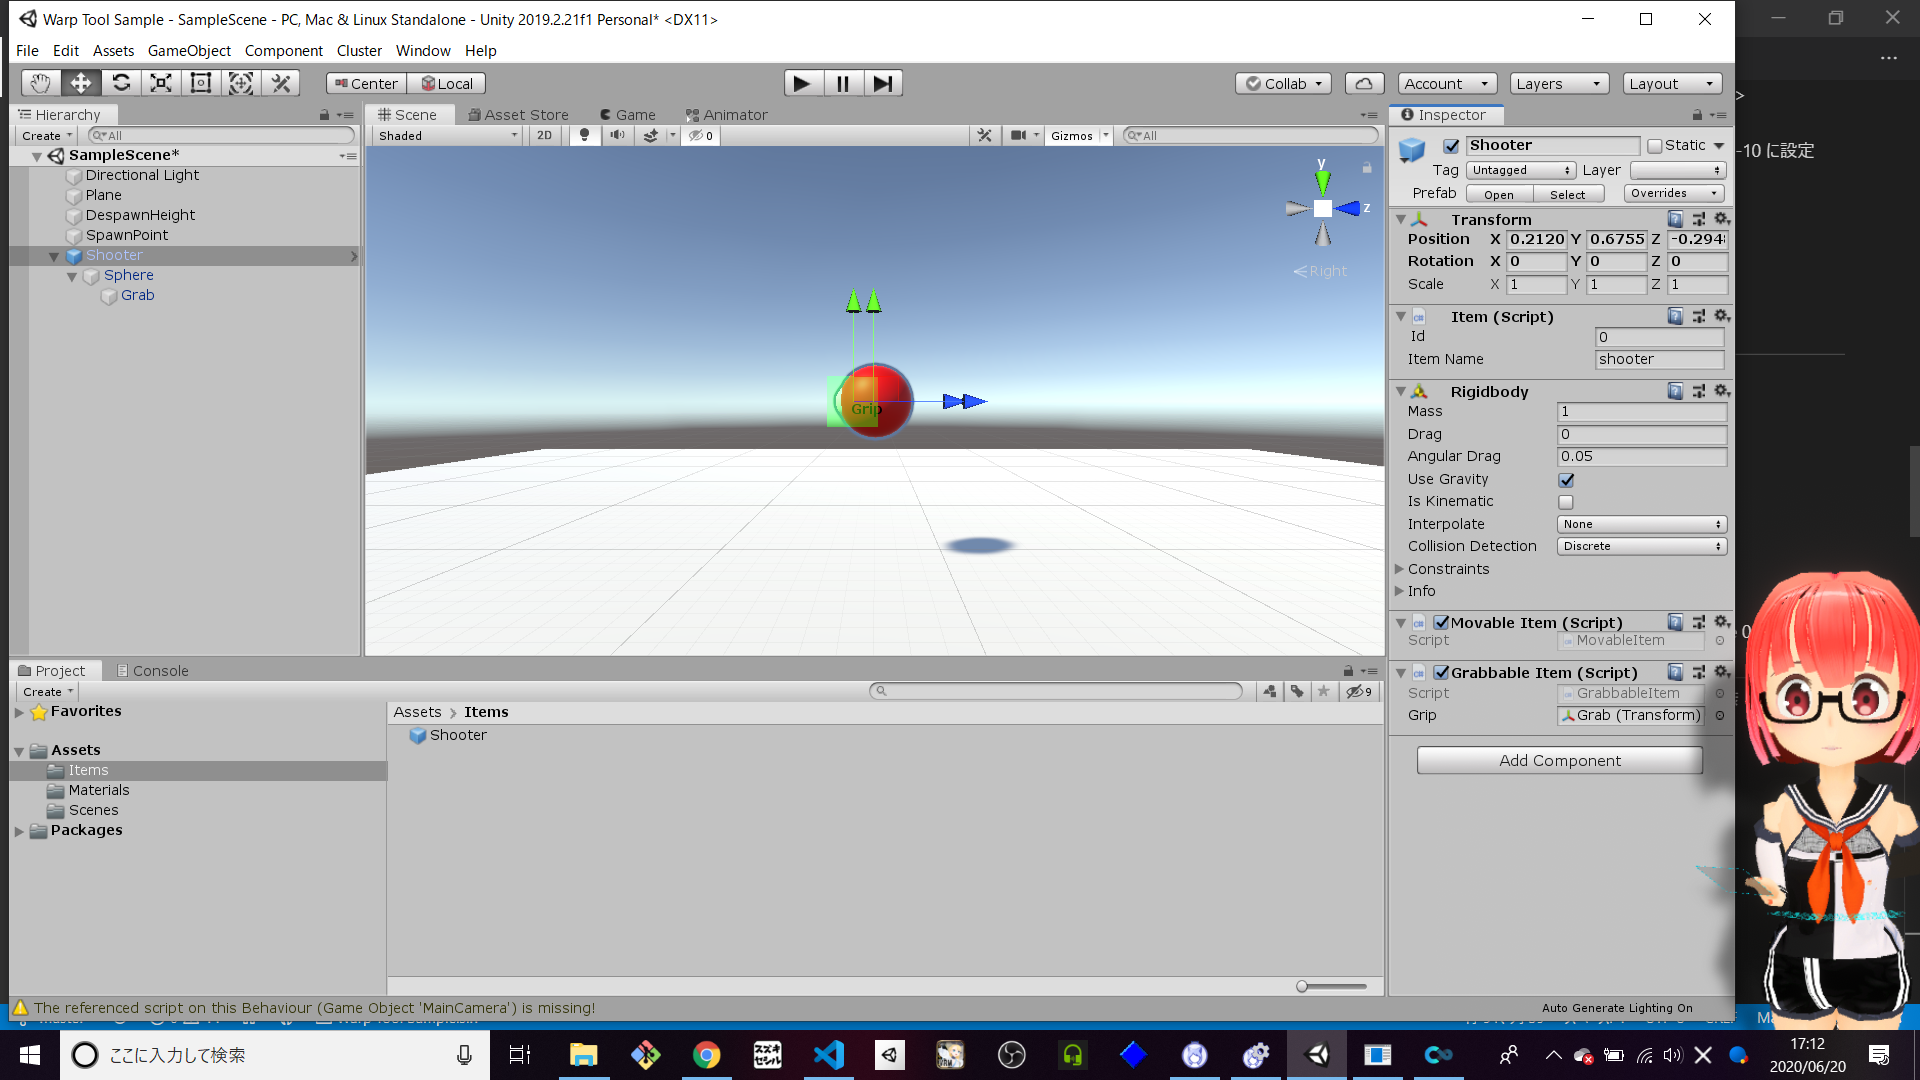 Warp Tool Sample - SampleScene - PC, Mac & Linux Standalone - Unity 2019.2.21f1 Personal* <DX11>
File Edit Assets GameObject Component Cluster Window Help
Center Local
Collab Account Layers Layout
Hierarchy
Create All
SampleScene*
Directional Light
Plane
DespawnHeight
SpawnPoint
Shooter
Sphere
Grab
Scene Asset Store Game Animator
Shaded 2D 0 Gizmos All
y
z
Right
Grip
Inspector
Shooter Static
Tag Untagged Layer
Prefab Open Select Overrides
Transform
Position X 0.2120 Y 0.6755 Z -0.294
Rotation X 0 Y 0 Z 0
Scale X 1 Y 1 Z 1
Item (Script)
Id 0
Item Name shooter
Rigidbody
Mass 1
Drag 0
Angular Drag 0.05
Use Gravity
Is Kinematic
Interpolate None
Collision Detection Discrete
Constraints
Info
Movable Item (Script)
Script MovableItem
Grabbable Item (Script)
Script GrabbableItem
Grip Grab (Transform)
Add Component
Project Console
Create 9
Favorites
Assets
Items
Materials
Scenes
Packages
Assets > Items
Shooter
The referenced script on this Behaviour (Game Object 'MainCamera') is missing!
Auto Generate Lighting On
>
-10 に設定
ここに入力して検索
スズキ
セシル
17:12
2020/06/20